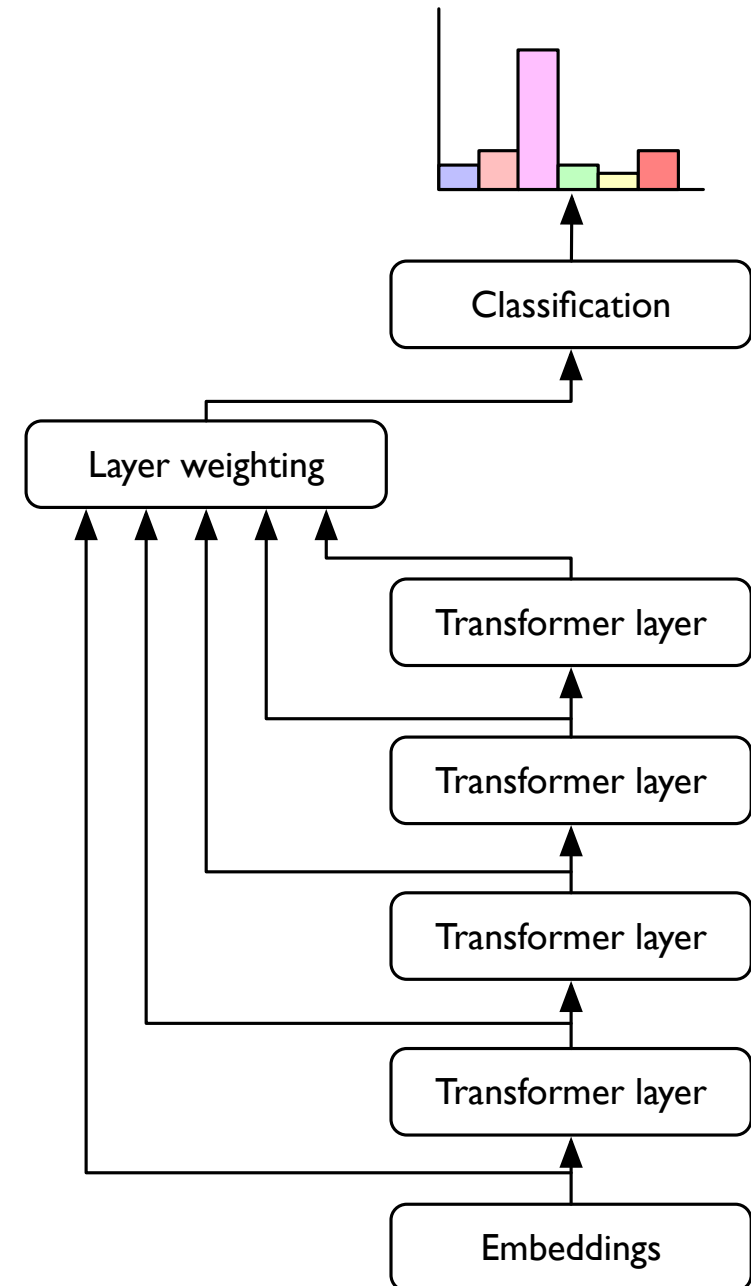 Classification
Layer weighting
Transformer layer
Transformer layer
Transformer layer
Transformer layer
Embeddings